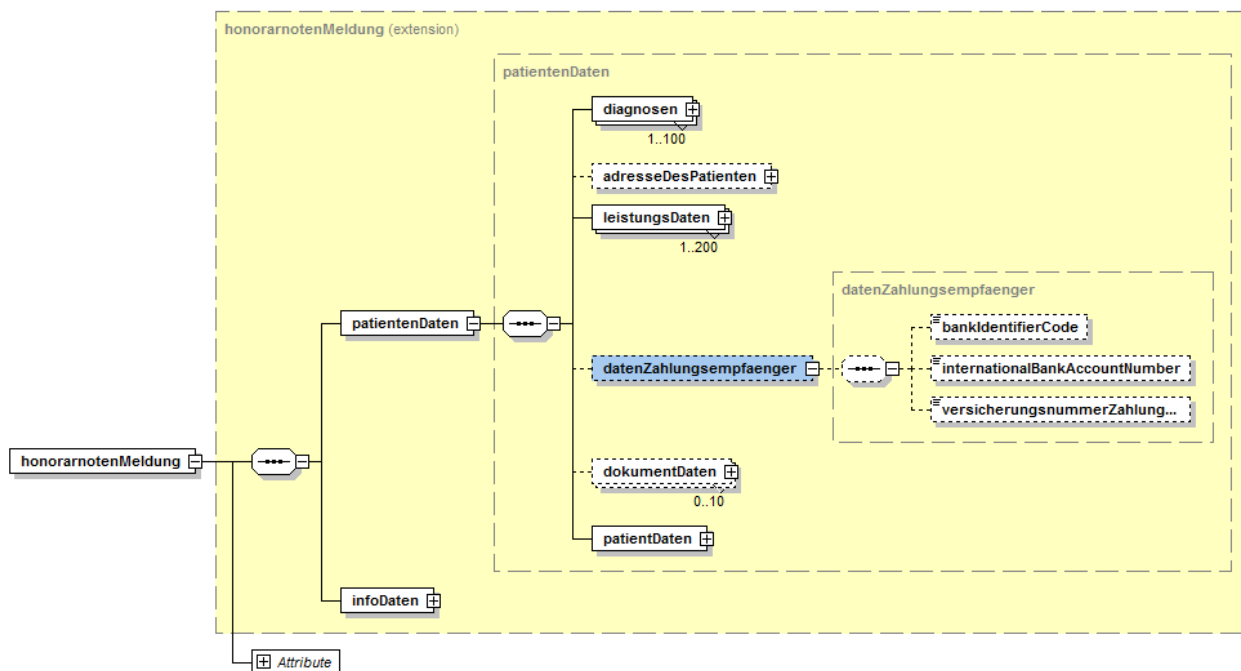 honorarnotenMeldung (extension)
patientenDaten
diagnosen
1..100
adresseDesPatienten
leistungsDaten
1..200
datenZahlungsempfaenger
patientenDaten
bankIdentifierCode
datenZahlungsempfaenger
internationalBankAccountNumber
versicherungsnummerZahlung...
honorarnotenMeldung
dokumentDaten
0..10
patientDaten
infoDaten
Attribute